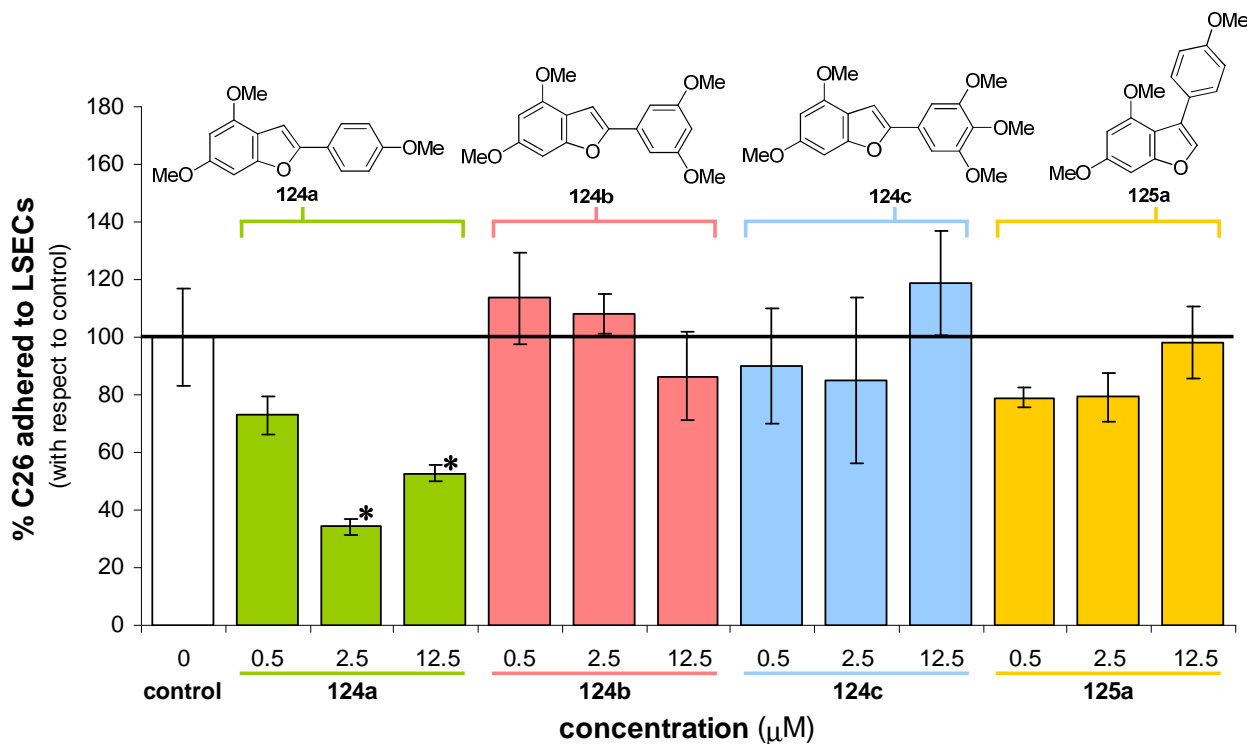 OMe
OMe
OMe
MeO
124a
OMe
OMe
MeO
OMe
124b
OMe
OMe
OMe
MeO
OMe
124c
OMe
OMe
MeO
125a
% C26 adhered to LSECs
(with respect to control)
180
160
140
120
100
80
60
40
20
0
* *
0 0.5 2.5 12.5 0.5 2.5 12.5 0.5 2.5 12.5 0.5 2.5 12.5
control 124a 124b 124c 125a
concentration (μM)
O
O
O
O